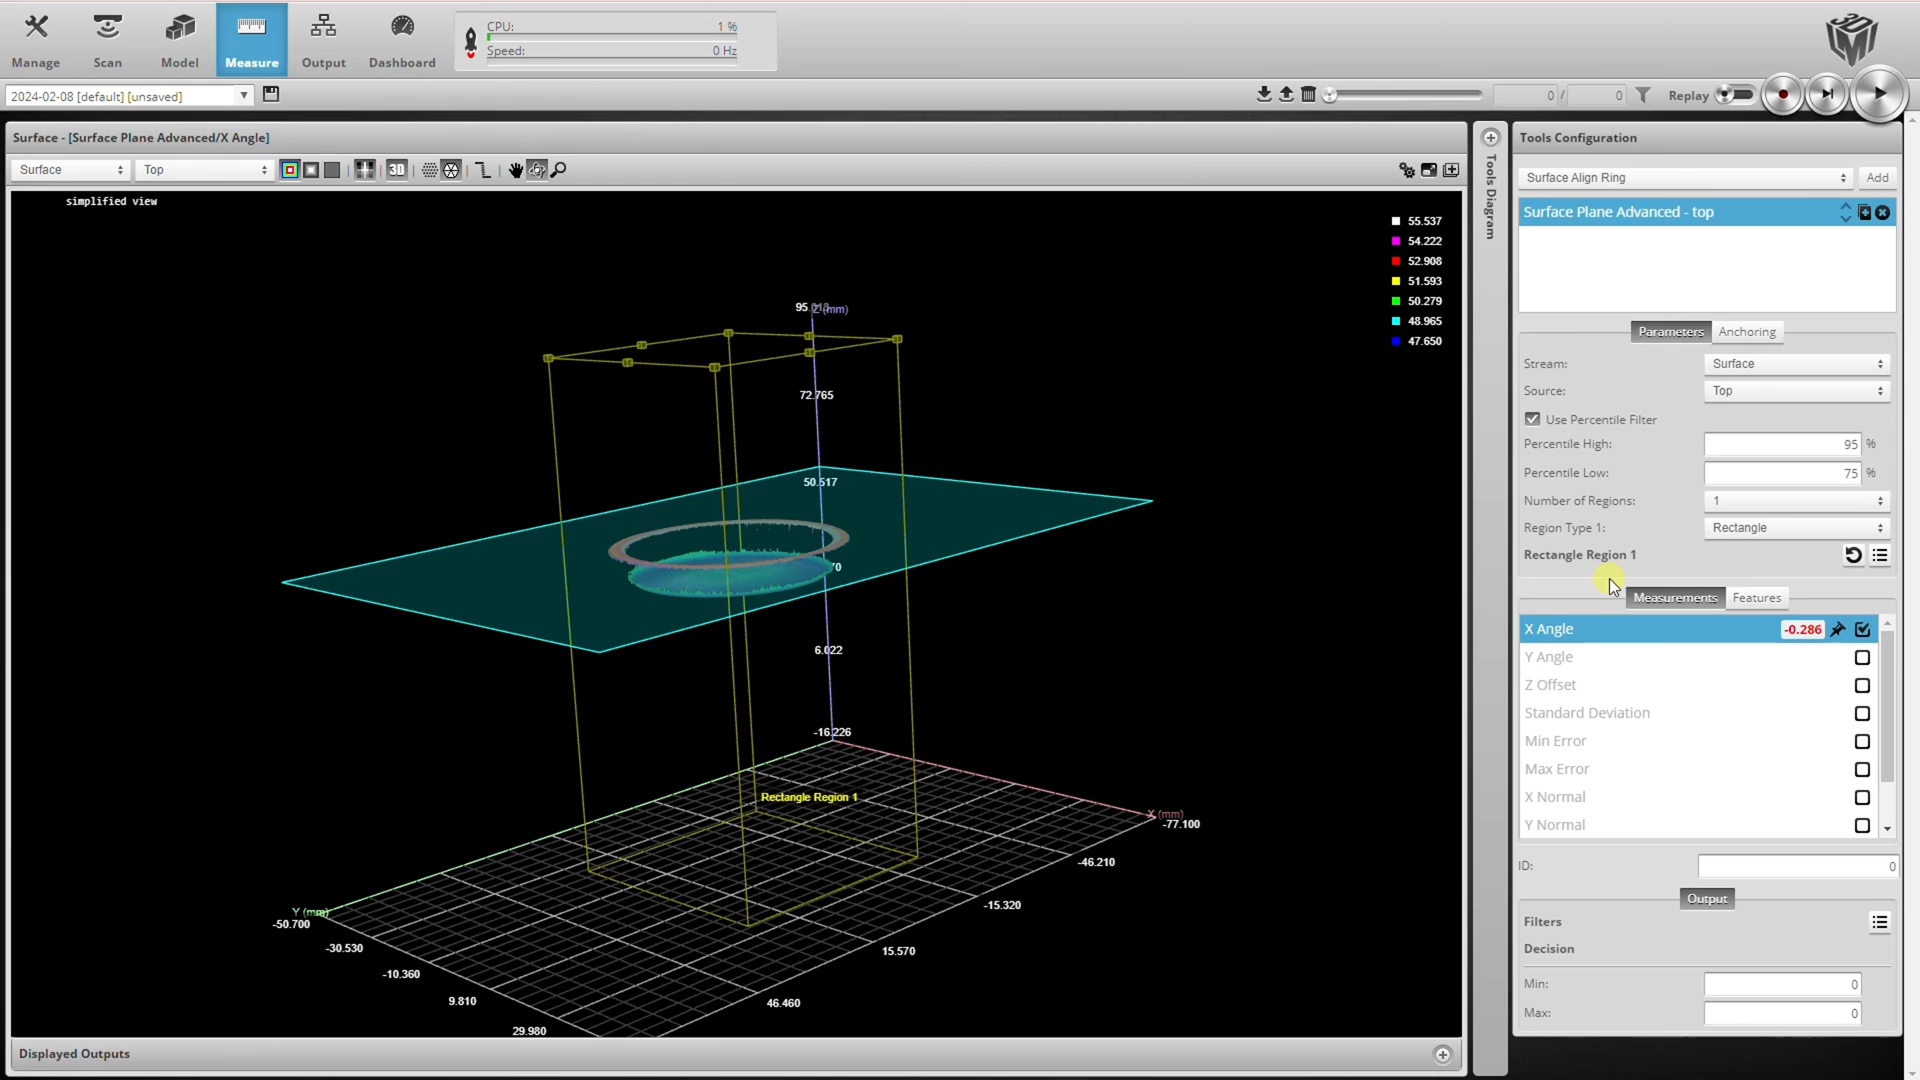 Manage
Scan
Model
Measure
Output
Dashboard
CPU: 1 %
Speed: 0 Hz
3D
2024-02-08 [default] [unsaved]
0 / 0
Replay
Surface - [Surface Plane Advanced/X Angle]
Surface
Top
3D
simplified view
55.537
54.222
52.908
51.593
50.279
48.965
47.650
Z (mm)
72.765
50.517
6.022
-16.226
Rectangle Region 1
X (mm)
-77.100
-46.210
-15.320
15.570
46.460
Y (mm)
-50.700
-30.530
-10.360
9.810
29.980
Displayed Outputs
Tools Diagram
Tools Configuration
Surface Align Ring
Add
Surface Plane Advanced - top
Parameters
Anchoring
Stream: Surface
Source: Top
Use Percentile Filter
Percentile High: 95 %
Percentile Low: 75 %
Number of Regions: 1
Region Type 1: Rectangle
Rectangle Region 1
Measurements
Features
X Angle -0.286
Y Angle
Z Offset
Standard Deviation
Min Error
Max Error
X Normal
Y Normal
ID: 0
Output
Filters
Decision
Min: 0
Max: 0